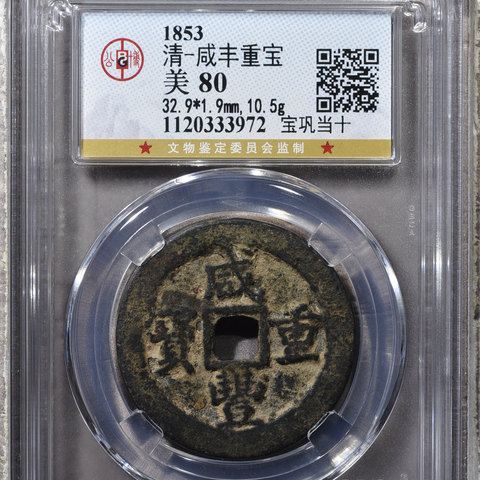 1853
清-咸丰重宝
美 80
32.9*1.9mm,10.5g
1120333972 宝巩当十
★ 文物鉴定委员会监制 ★
咸
寶 重
豐